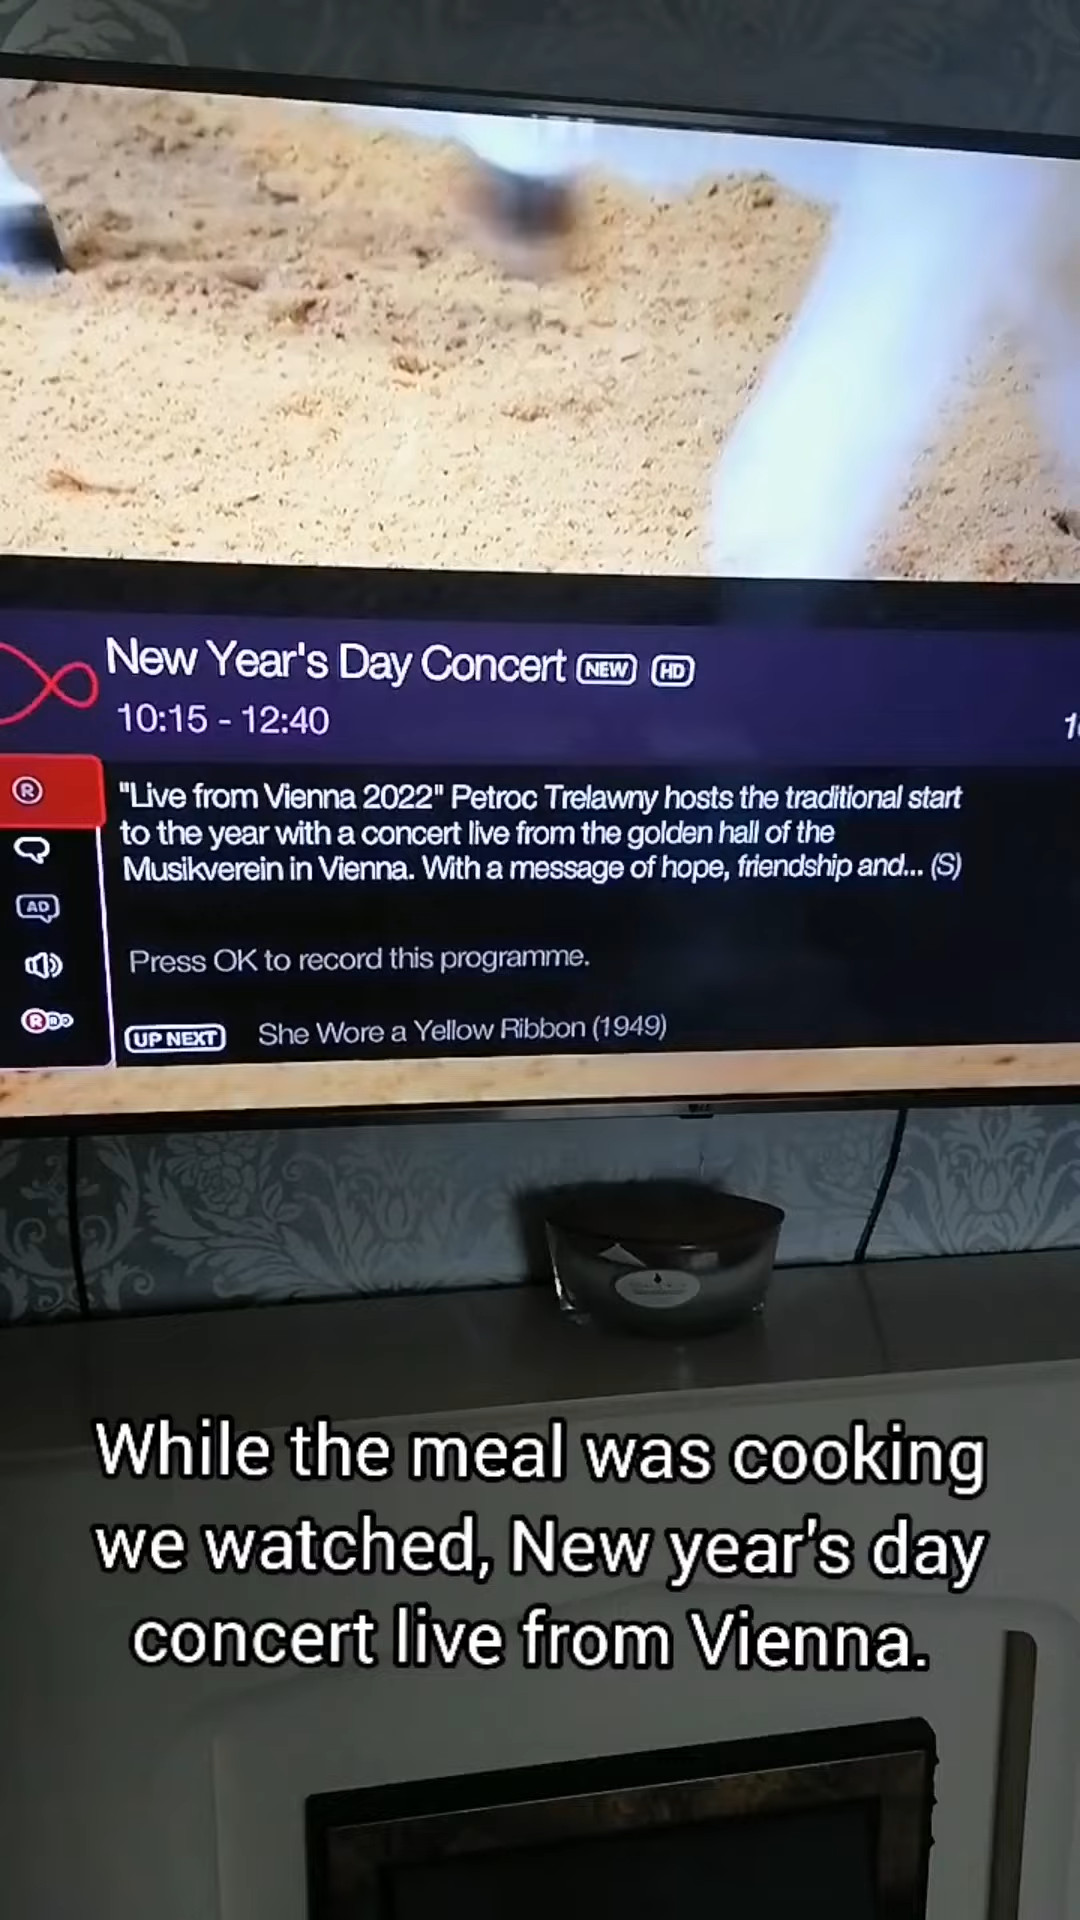 New Year's Day Concert NEW HD
10:15 - 12:40
R
"Live from Vienna 2022" Petroc Trelawny hosts the traditional start
to the year with a concert live from the golden hall of the
Musikverein in Vienna. With a message of hope, friendship and... (S)
AD
Press OK to record this programme.
R
UP NEXT She Wore a Yellow Ribbon (1949)
While the meal was cooking
we watched, New year's day
concert live from Vienna.